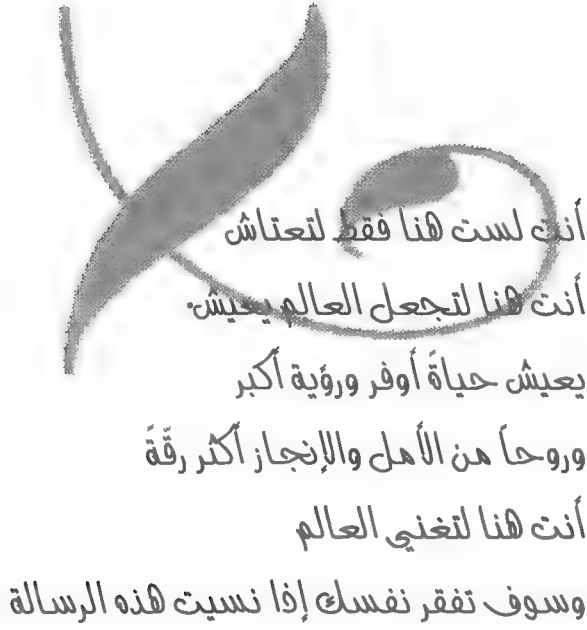 أنت لست هنا فقط لتعتاش
أنت هنا لتجعل العالم يعيش.
يعيش حياةً أوفر ورؤية أكبر
وروحاً من الأمل والإنجاز أكثر رقّةً
أنت هنا لتغني العالم
وسوف تفقر نفسك إذا نسيت هذه الرسالة